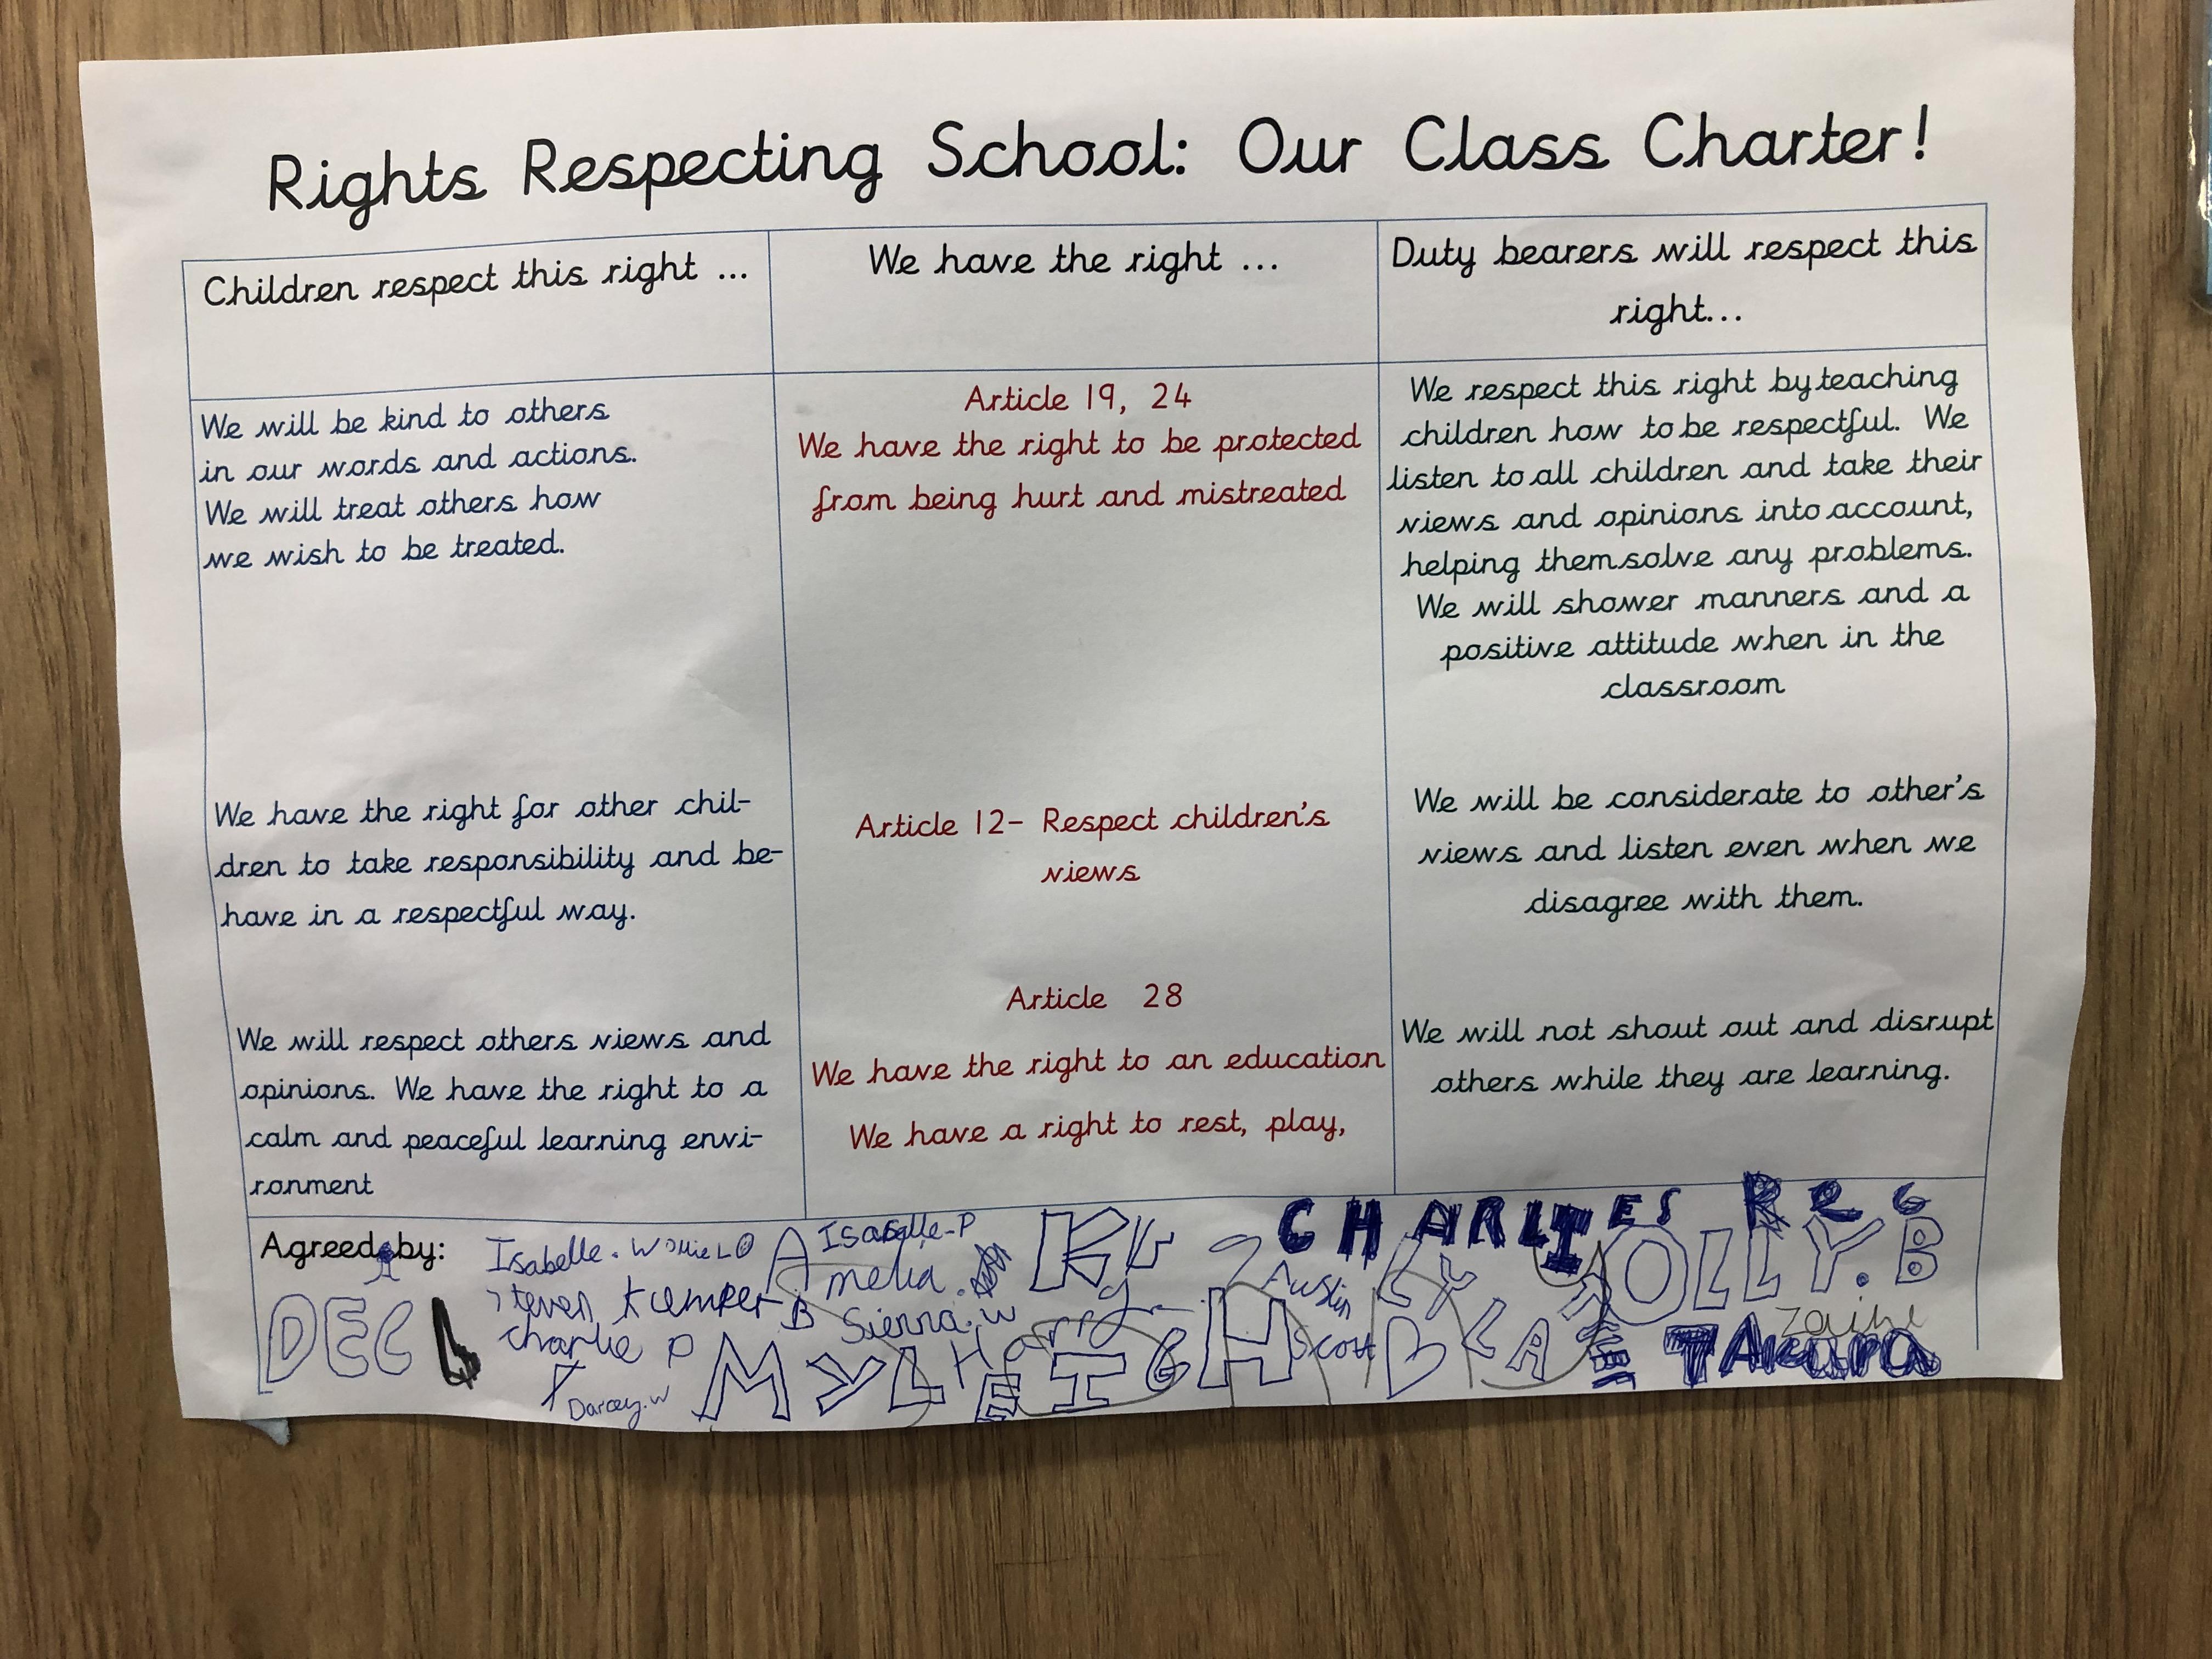 Rights Respecting School: Our Class Charter!
Children respect this right ...
We have the right ...
Duty bearers will respect this
right...
We will be kind to others
in our words and actions.
We will treat others how
we wish to be treated.
Article 19, 24
We have the right to be protected
from being hurt and mistreated
We respect this right by teaching
children how to be respectful. We
listen to all children and take their
views and opinions into account,
helping them solve any problems.
We will shower manners and a
positive attitude when in the
classroom
We have the right for other chil-
dren to take responsibility and be-
have in a respectful way.
Article 12- Respect children's
views
We will be considerate to other's
views and listen even when we
disagree with them.
We will respect others views and
opinions. We have the right to a
calm and peaceful learning envi-
ronment
Article 28
We have the right to an education
We have a right to rest, play,
We will not shout out and disrupt
others while they are learning.
Agreed by:
Isabelle.W
Ollie L
Isabelle-P
CHARLIE S
OLLY.B
Amelia.
Austin
Scott
DEC
Steven
Sienna.W
Harry
Charlie P
Darcey.W
MYLEIGH
BLAKE
TAKura